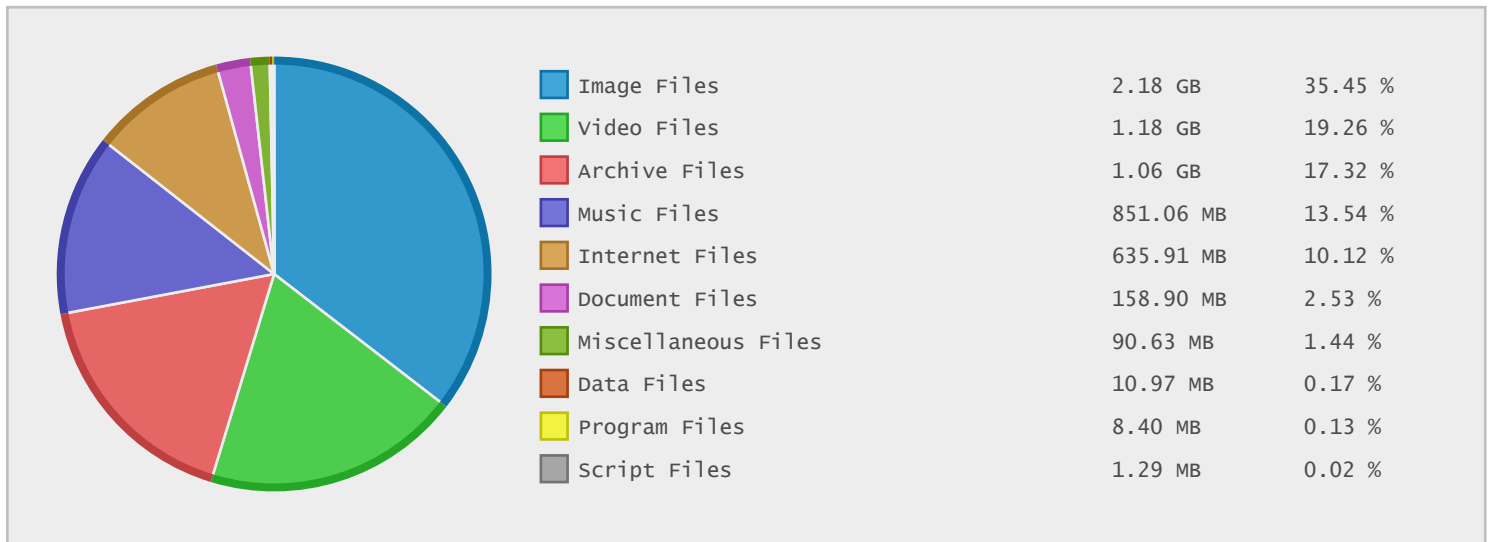 Image Files 2.18 GB 35.45 %
Video Files 1.18 GB 19.26 %
Archive Files 1.06 GB 17.32 %
Music Files 851.06 MB 13.54 %
Internet Files 635.91 MB 10.12 %
Document Files 158.90 MB 2.53 %
Miscellaneous Files 90.63 MB 1.44 %
Data Files 10.97 MB 0.17 %
Program Files 8.40 MB 0.13 %
Script Files 1.29 MB 0.02 %